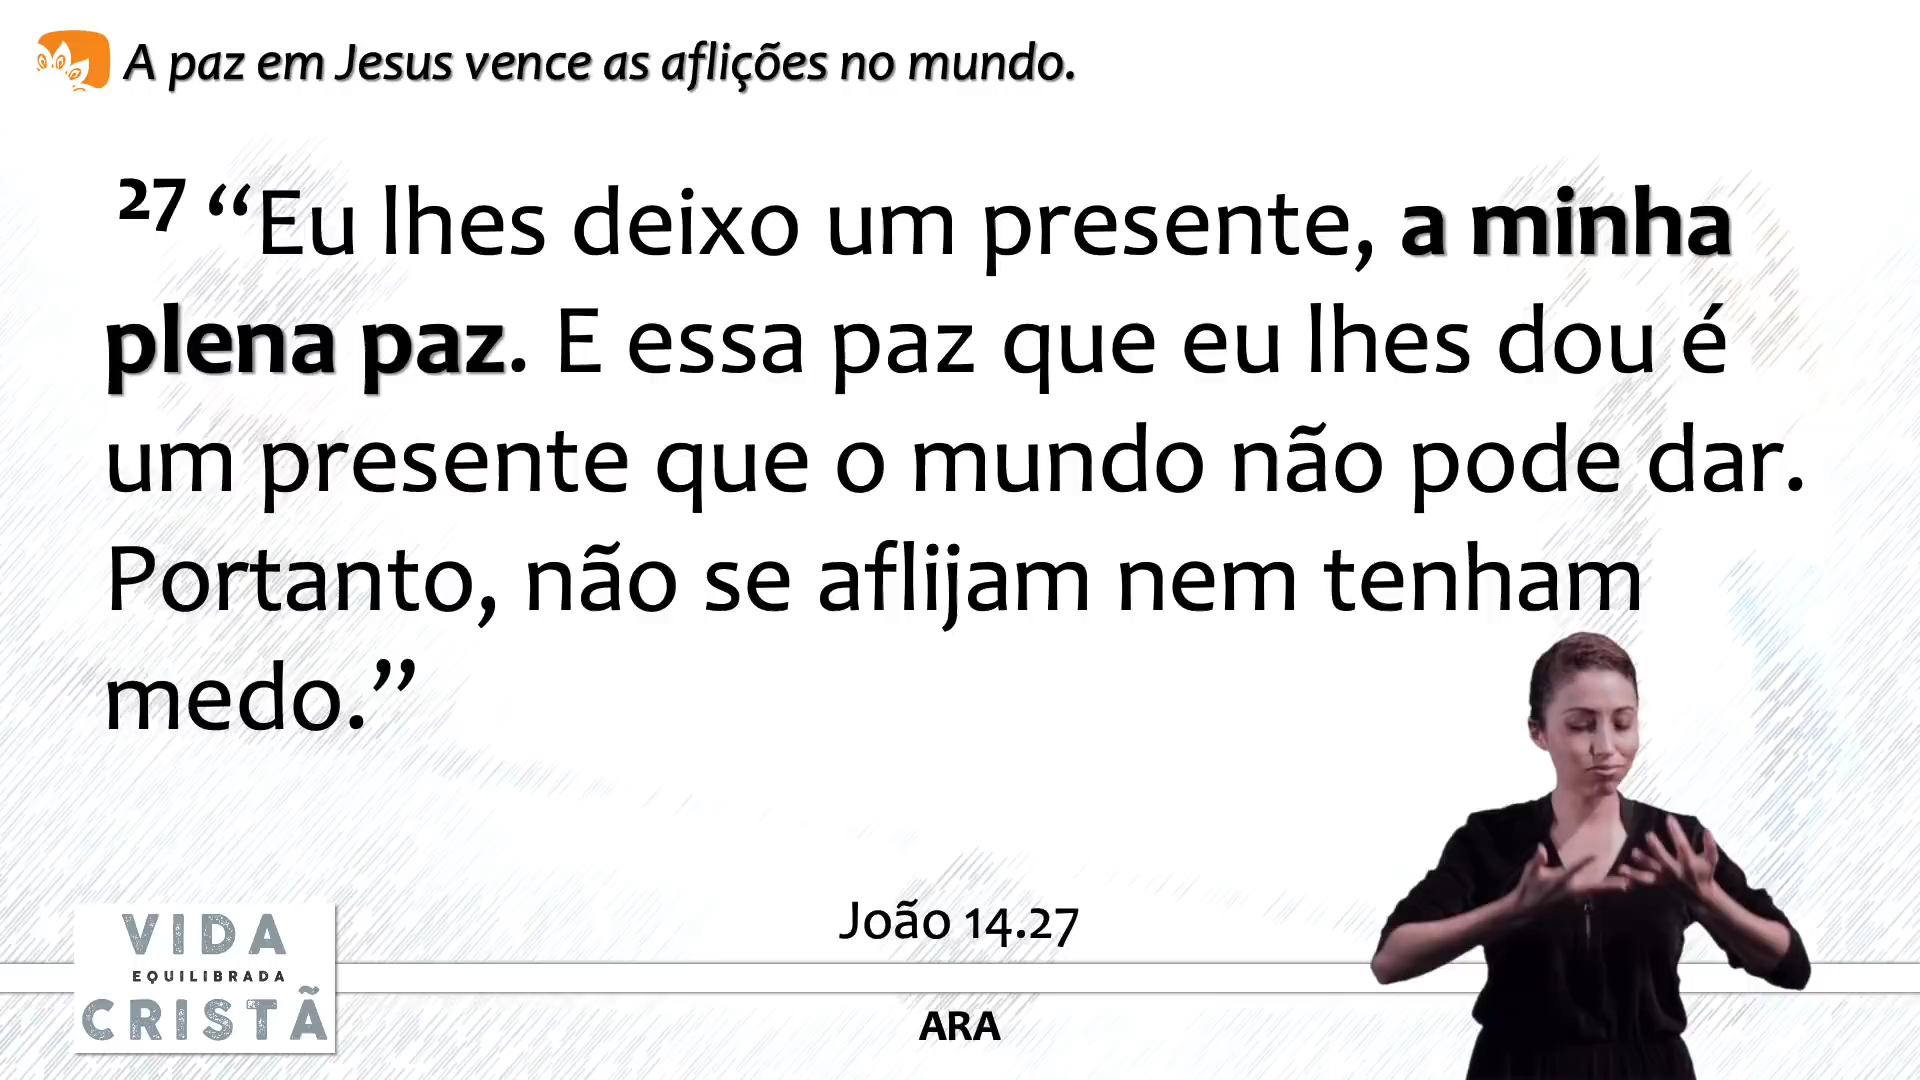 A paz em Jesus vence as aflições no mundo.
27 “Eu lhes deixo um presente, a minha
plena paz. E essa paz que eu lhes dou é
um presente que o mundo não pode dar.
Portanto, não se aflijam nem tenham
medo.”
João 14.27
VIDA
EQUILIBRADA
CRISTÃ
ARA